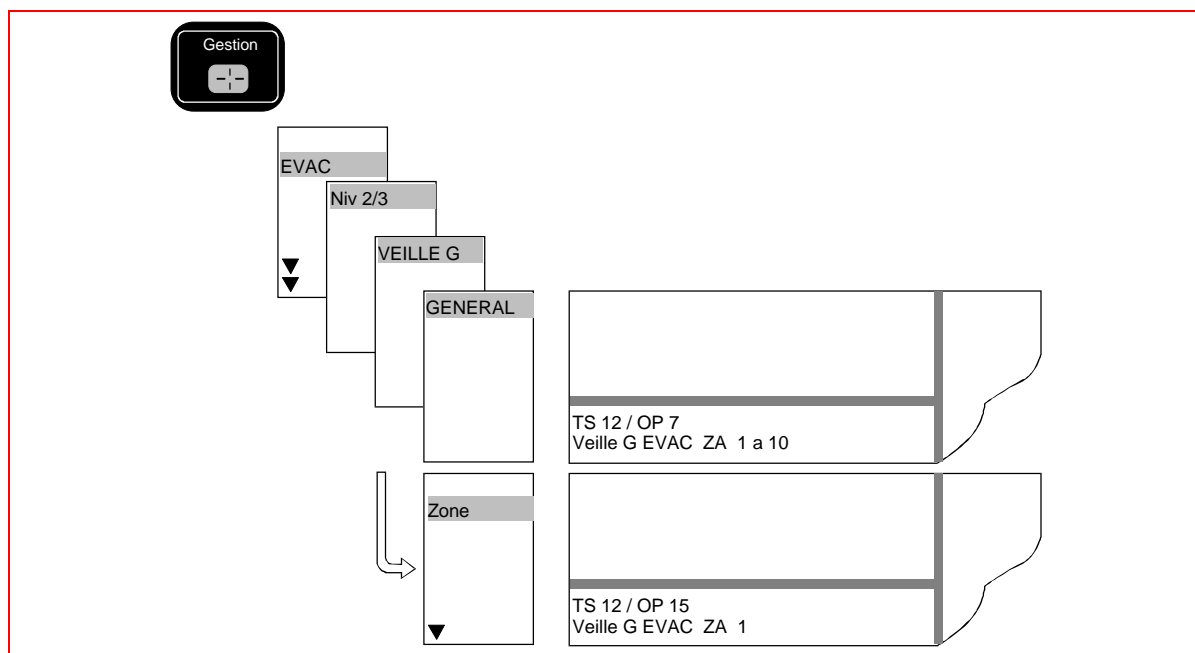 Gestion
EVAC
Niv 2/3
VEILLE G
GENERAL
TS 12 / OP 7
Veille G EVAC ZA 1 a 10
Zone
TS 12 / OP 15
Veille G EVAC ZA 1